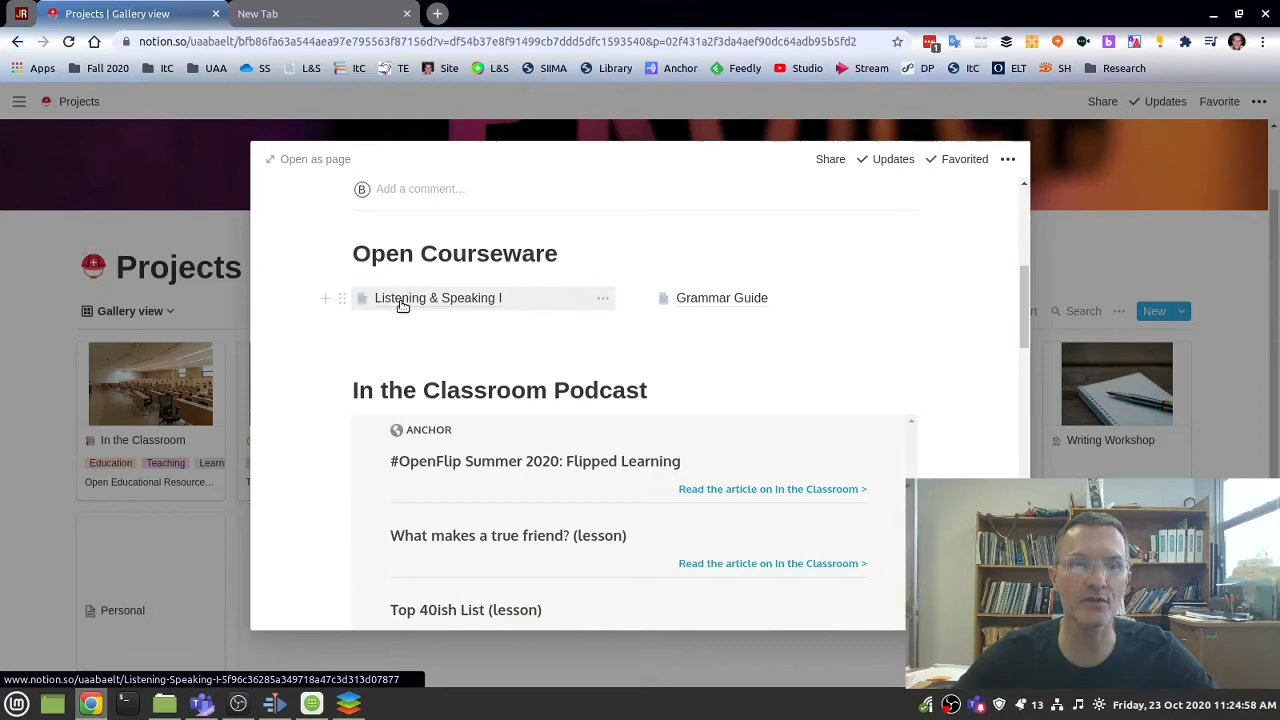 Projects | Gallery view
New Tab
notion.so/uaabaelt/bfb86fa63a544aea97e795563f87156d?v=df54b37e8f91499cb7ddd5dfc1593540&p=02f431a2f3da4aef90dc64adb95b5fd2
Apps Fall 2020 ItC UAA SS ItC TE Site L&S SIIMA Library Anchor Feedly Studio Stream DP ItC ELT SH Research
Projects
Share Updates Favorite
Open as page
Share Updates Favorited
B Add a comment…
Open Courseware
Projects
Listening & Speaking I
Grammar Guide
Gallery view
Search
New
In the Classroom Podcast
ANCHOR
In the Classroom
Writing Workshop
Education Teaching Learn
#OpenFlip Summer 2020: Flipped Learning
Open Educational Resource...
Read the article on In the Classroom >
What makes a true friend? (lesson)
Read the article on In the Classroom >
Personal
Top 40ish List (lesson)
www.notion.so/uaabaelt/Listening-Speaking-I-5f96c36285a349718a47c3d313d07877
13 Friday, 23 Oct 2020, 11:24:58 AM